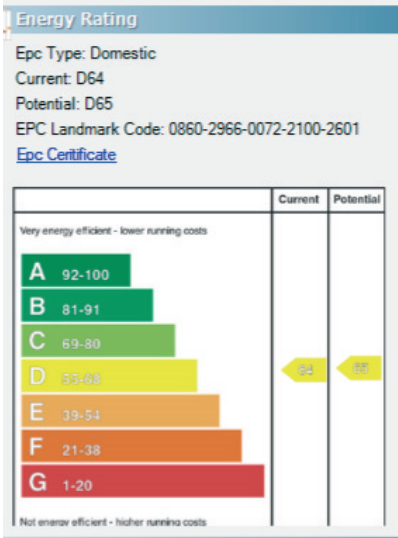 Energy Rating
Epc Type: Domestic
Current: D64
Potential: D65
EPC Landmark Code: 0860-2966-0072-2100-2601
Epc Ceritificate
Current Potential
Very energy efficient - lower running costs
A 92-100
B 81-91
C 69-80
D 55-68 64 65
E 39-54
F 21-38
G 1-20
Not energy efficient - higher running costs